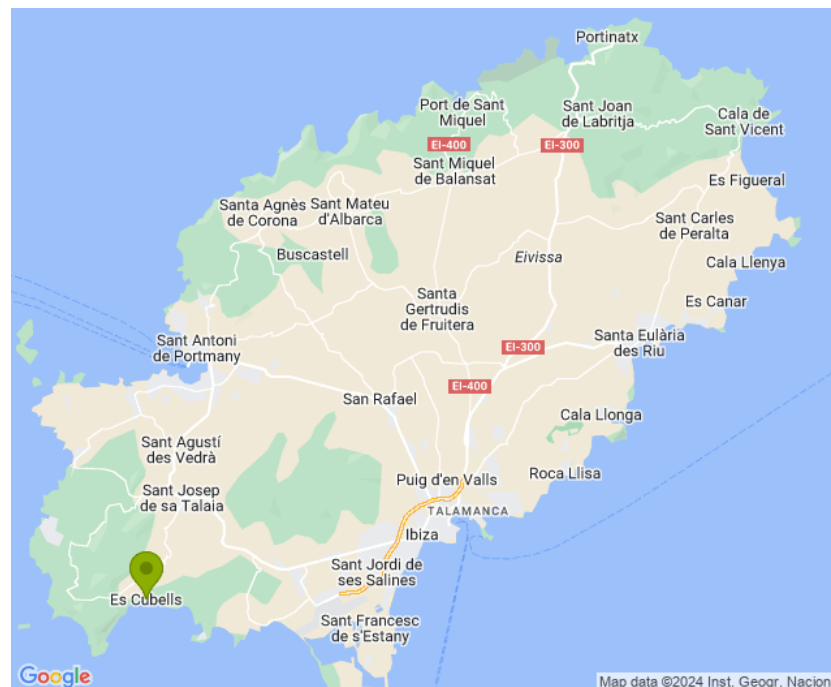 Portinatx
Port de Sant
Miquel
Sant Joan
de Labritja
Cala de
Sant Vicent
EI-400
EI-300
Sant Miquel
de Balansat
Es Figueral
Santa Agnès
de Corona
Sant Mateu
d'Albarca
Sant Carles
de Peralta
Buscastell
Eivissa
Cala Llenya
Santa
Gertrudis
de Fruitera
Es Canar
Sant Antoni
de Portmany
Santa Eulària
des Riu
EI-300
EI-400
San Rafael
Cala Llonga
Sant Agustí
des Vedrà
Roca Llisa
Puig d'en Valls
Sant Josep
de sa Talaia
TALAMANCA
Ibiza
Sant Jordi de
ses Salines
Es Cubells
Sant Francesc
de s'Estany
Google
Map data ©2024 Inst. Geogr. Nacion